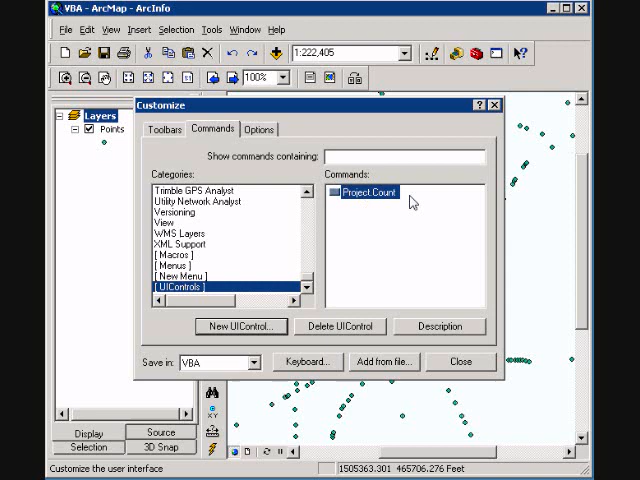 VBA - ArcMap - ArcInfo
File Edit View Insert Selection Tools Window Help
1:222,405
100%
Layers
Points
Customize
Toolbars Commands Options
Show commands containing:
Categories: Commands:
Trimble GPS Analyst
Utility Network Analyst
Versioning
View
WMS Layers
XML Support
[ Macros ]
[ Menus ]
[ New Menu ]
[ UIControls ]
Project.Count
New UIControl... Delete UIControl Description
Save in: VBA Keyboard... Add from file... Close
Display Source
Selection 3D Snap
XY
Customize the user interface 1505363.301 465706.276 Feet